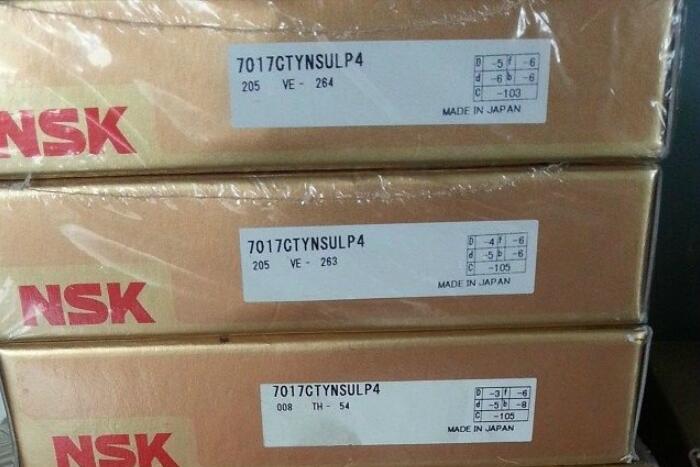 7017CTYNSULP4
205 VE - 264
D -5 f -6
d -6 b -6
C -103
MADE IN JAPAN
NSK
7017CTYNSULP4
205 VE - 263
D -4 f -6
d -5 b -6
C -105
MADE IN JAPAN
NSK
7017CTYNSULP4
008 TH - 54
D -3 f -6
d -5 b -8
C -105
MADE IN JAPAN
NSK